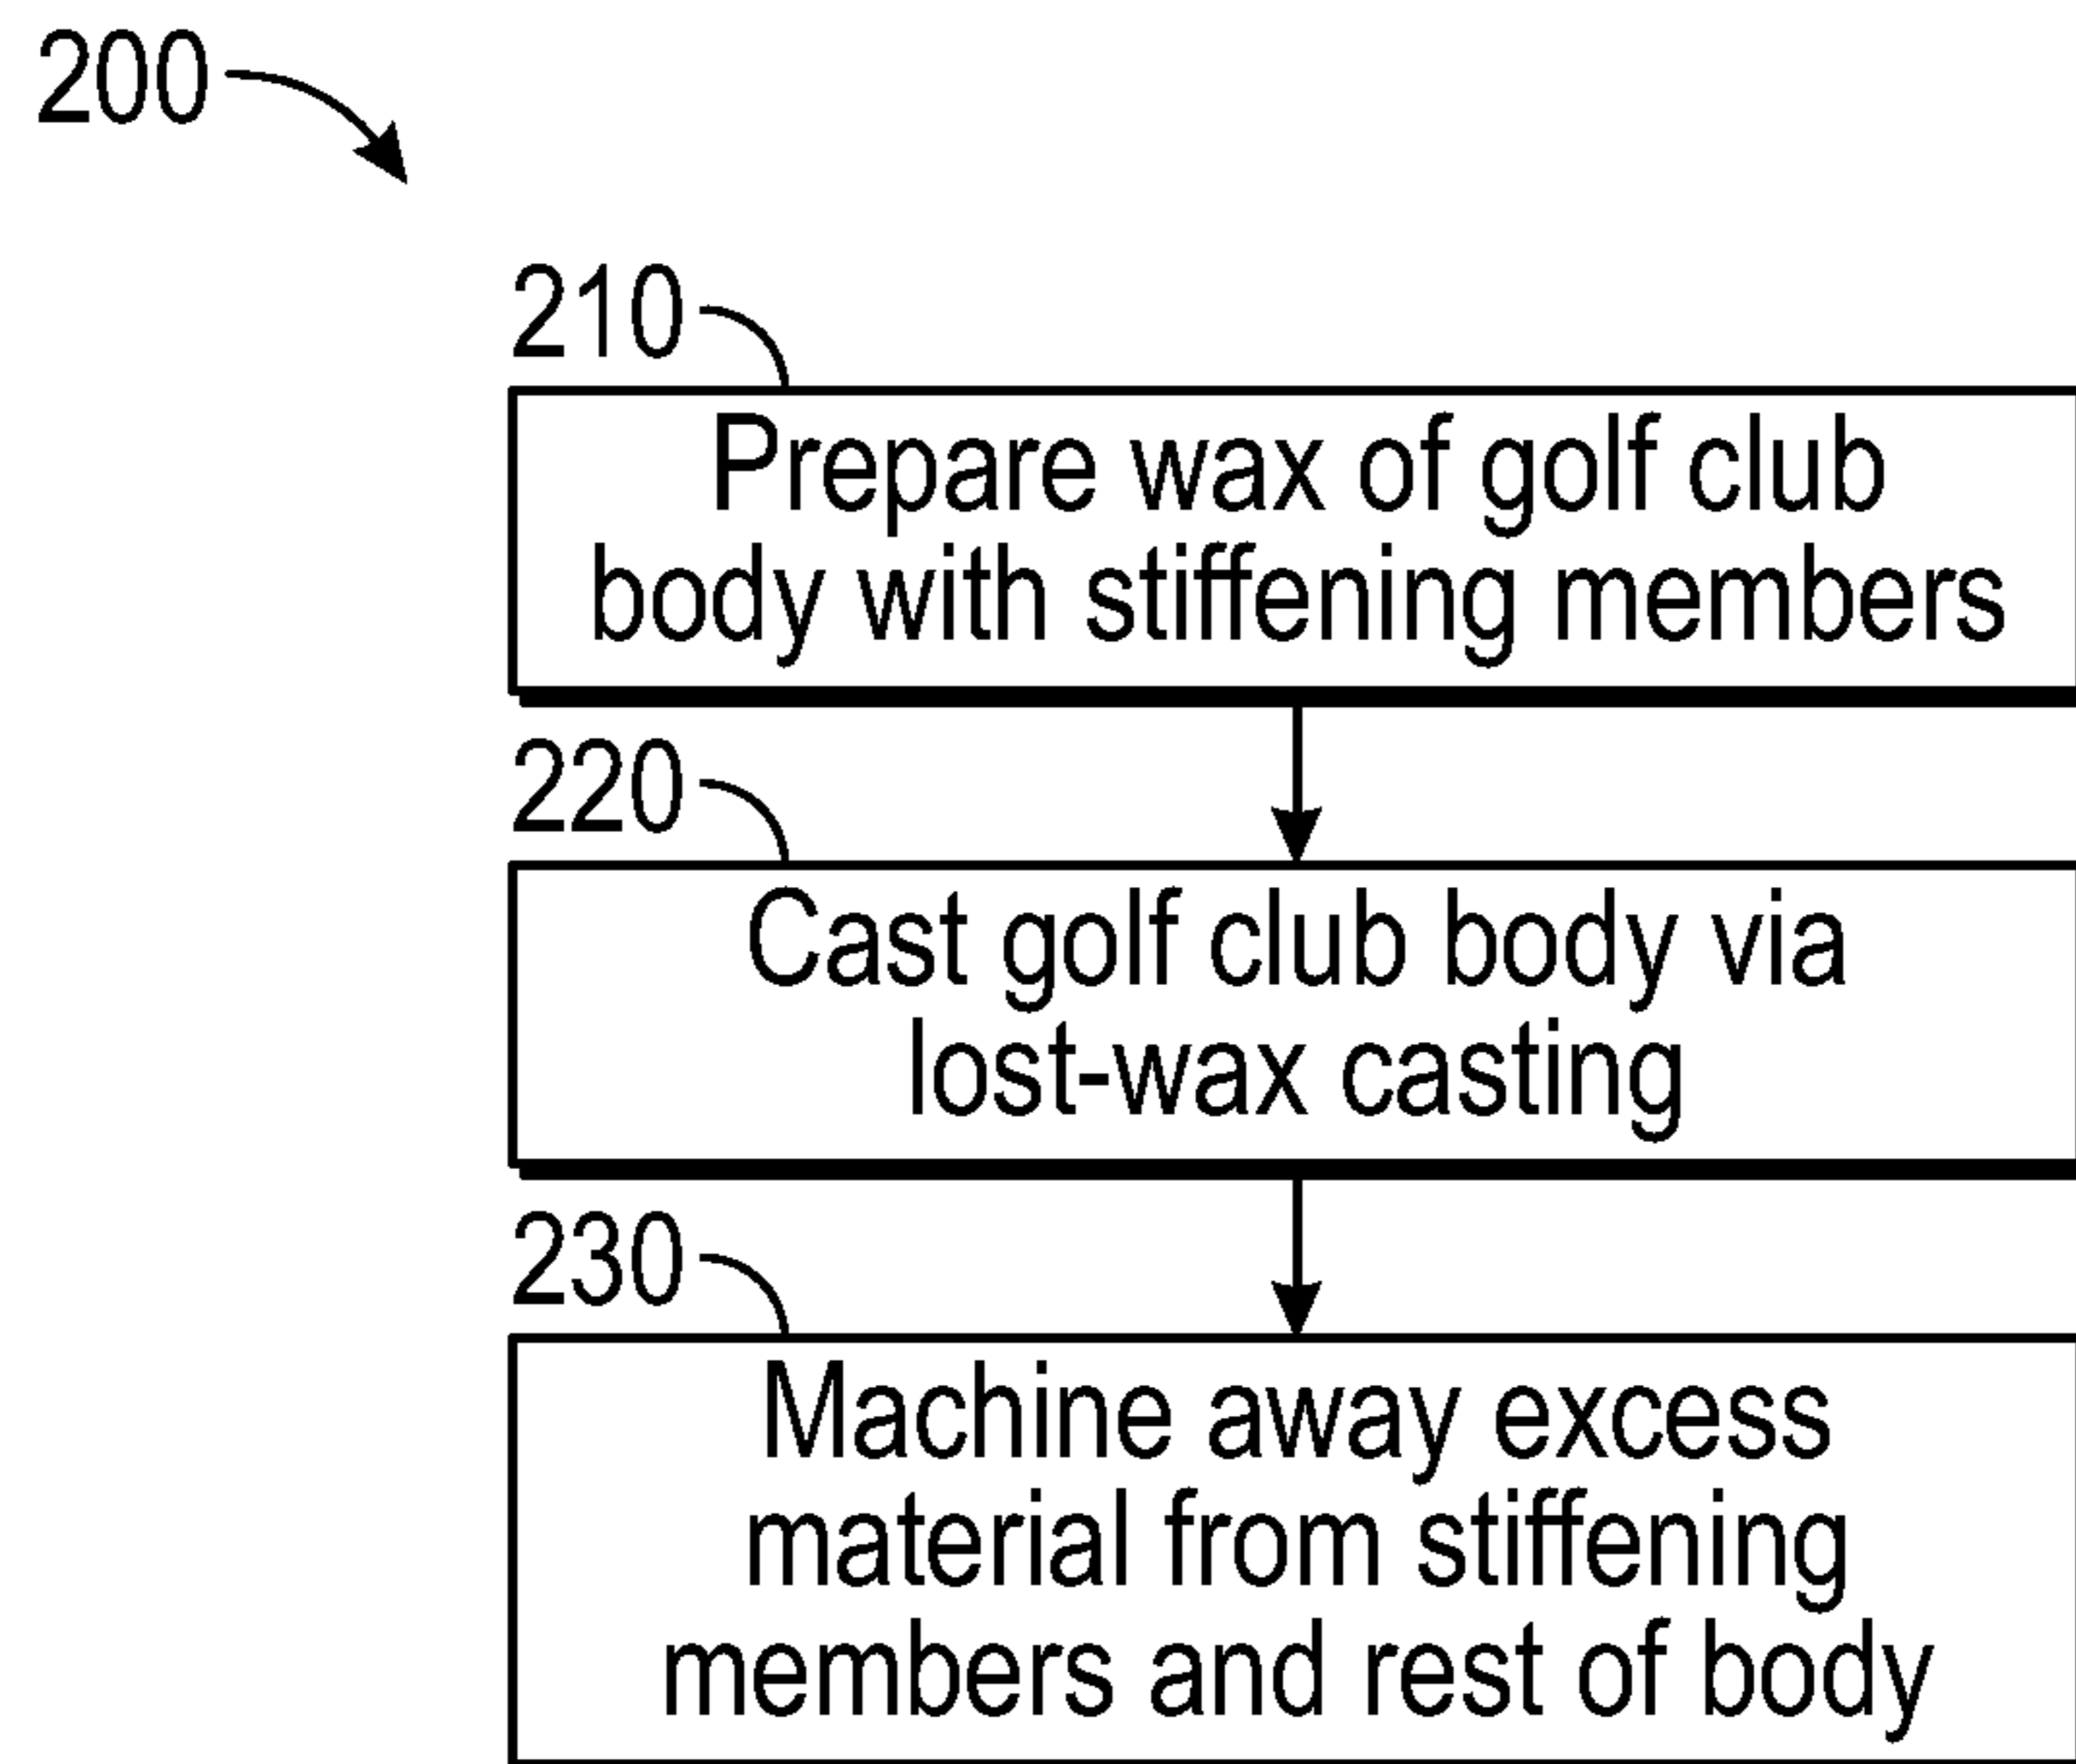 200
210
Prepare wax of golf club
body with stiffening members
220
Cast golf club body via
lost-wax casting
230
Machine away excess
material from stiffening
members and rest of body